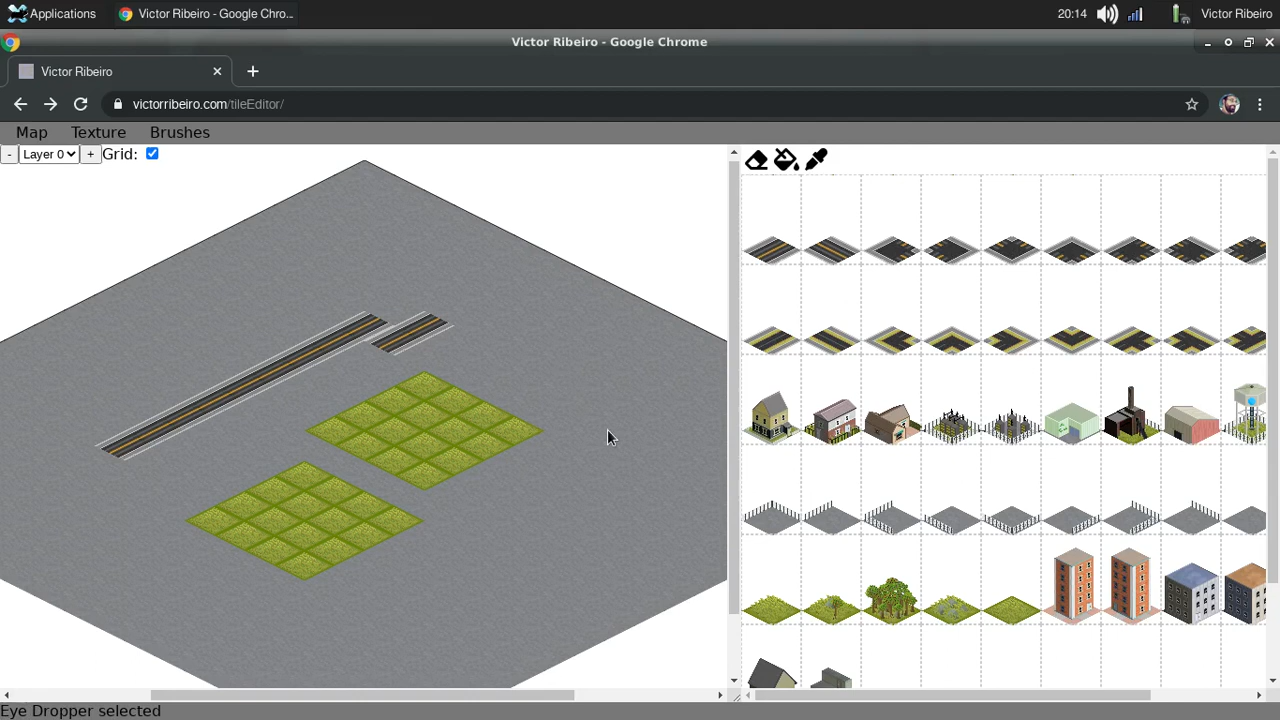 Applications
Victor Ribeiro - Google Chro...
20:14
Victor Ribeiro
Victor Ribeiro - Google Chrome
Victor Ribeiro
victorribeiro.com/tileEditor/
Map Texture Brushes
- Layer 0 + Grid:
Eye Dropper selected